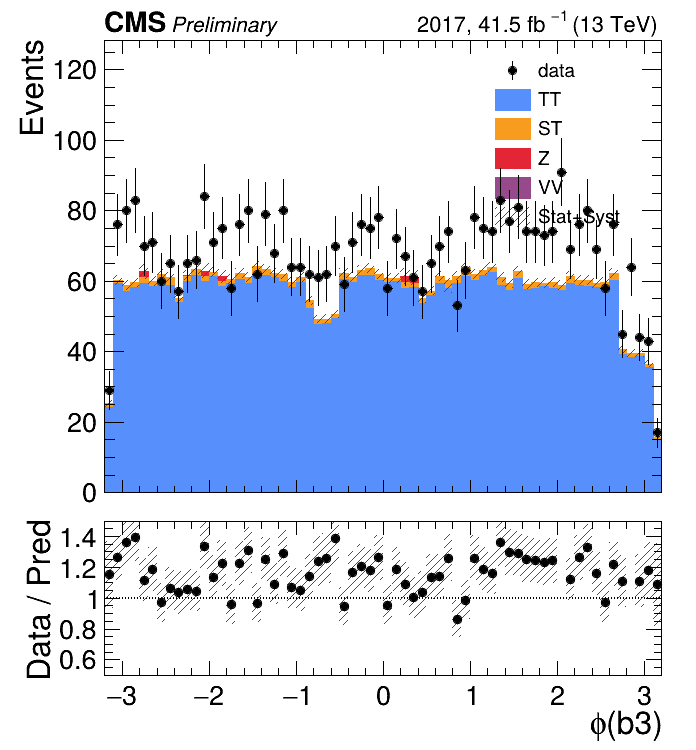 CMS Preliminary 2017, 41.5 fb⁻¹ (13 TeV)
Events
120
100
80
60
40
20
0
data
TT
ST
Z
VV
Stat+Syst
Data / Pred
1.4
1.2
1
0.8
0.6
−3 −2 −1 0 1 2 3
ϕ(b3)